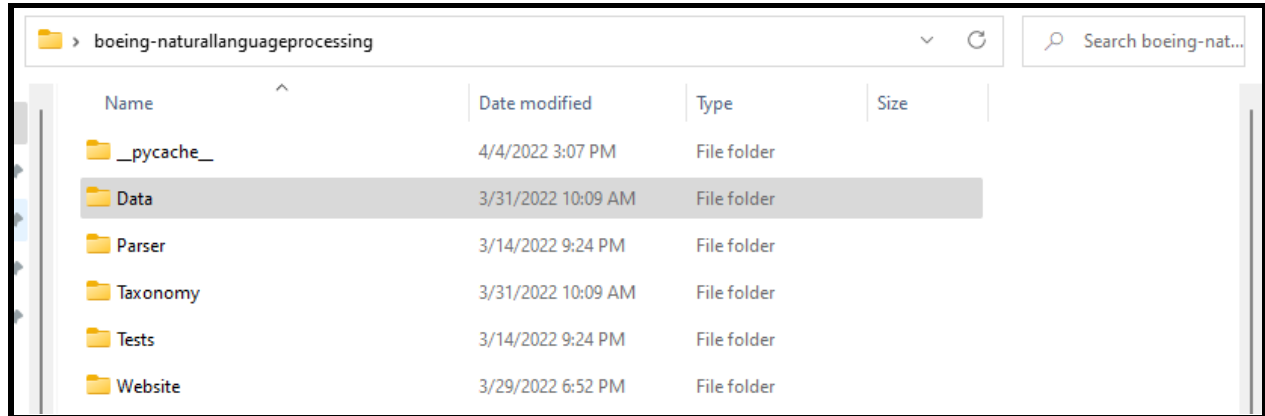 boeing-naturallanguageprocessing Search boeing-nat...
Name Date modified Type Size
__pycache__ 4/4/2022 3:07 PM File folder
Data 3/31/2022 10:09 AM File folder
Parser 3/14/2022 9:24 PM File folder
Taxonomy 3/31/2022 10:09 AM File folder
Tests 3/14/2022 9:24 PM File folder
Website 3/29/2022 6:52 PM File folder